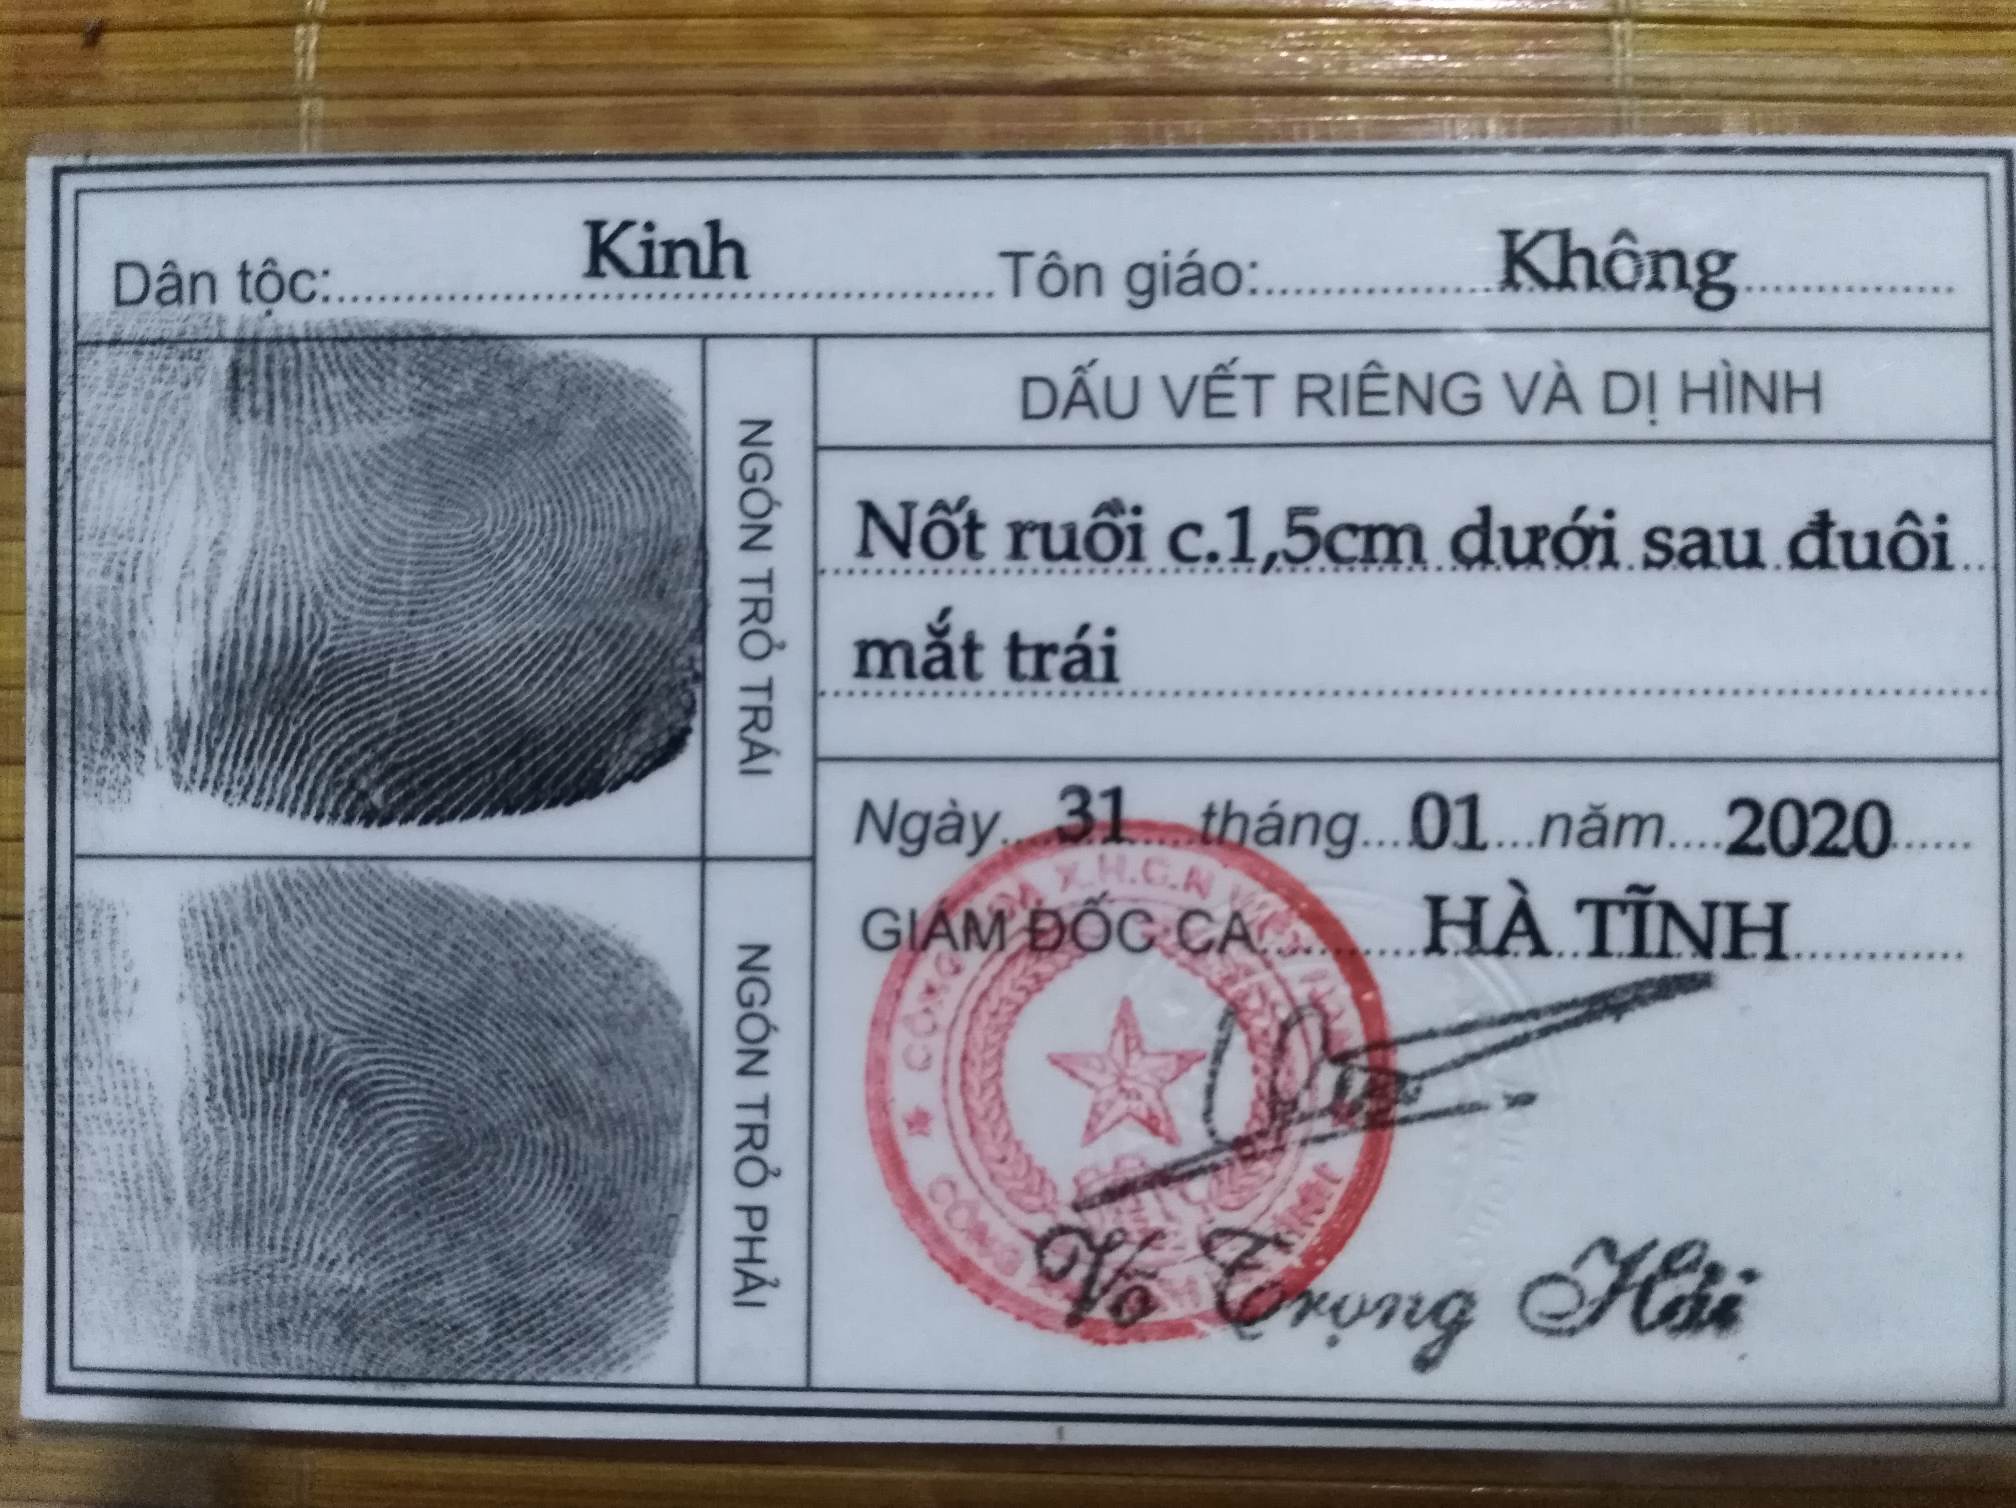 Dân tộc: Kinh Tôn giáo: Không
NGÓN TRỎ TRÁI
DẤU VẾT RIÊNG VÀ DỊ HÌNH
Nốt ruồi c.1,5cm dưới sau đuôi
mắt trái
Ngày 31 tháng 01 năm 2020
GIÁM ĐỐC CA HÀ TĨNH
NGÓN TRỎ PHẢI
Võ Trọng Hải